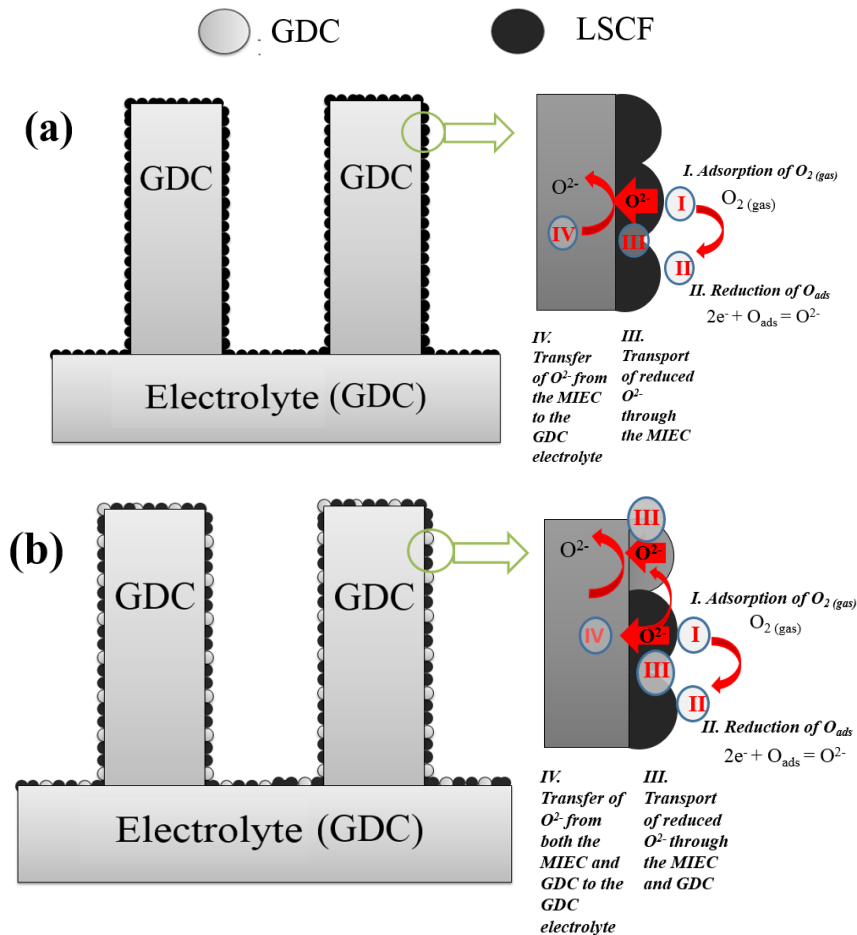 GDC
LSCF
(a)
GDC
GDC
Electrolyte (GDC)
I. Adsorption of O₂ (gas)
O₂ (gas)
O²⁻
O²⁻
I
IV
III
II
II. Reduction of Oads
2e⁻ + Oads = O²⁻
IV.
Transfer
of O²⁻ from
the MIEC
to the
GDC
electrolyte
III.
Transport
of reduced
O²⁻
through
the MIEC
(b)
GDC
GDC
Electrolyte (GDC)
III
O²⁻
O²⁻
I. Adsorption of O₂ (gas)
O₂ (gas)
IV
O²⁻
I
III
II
II. Reduction of Oads
2e⁻ + Oads = O²⁻
IV.
Transfer of
O²⁻ from
both the
MIEC and
GDC to the
GDC
electrolyte
III.
Transport
of reduced
O²⁻ through
the MIEC
and GDC